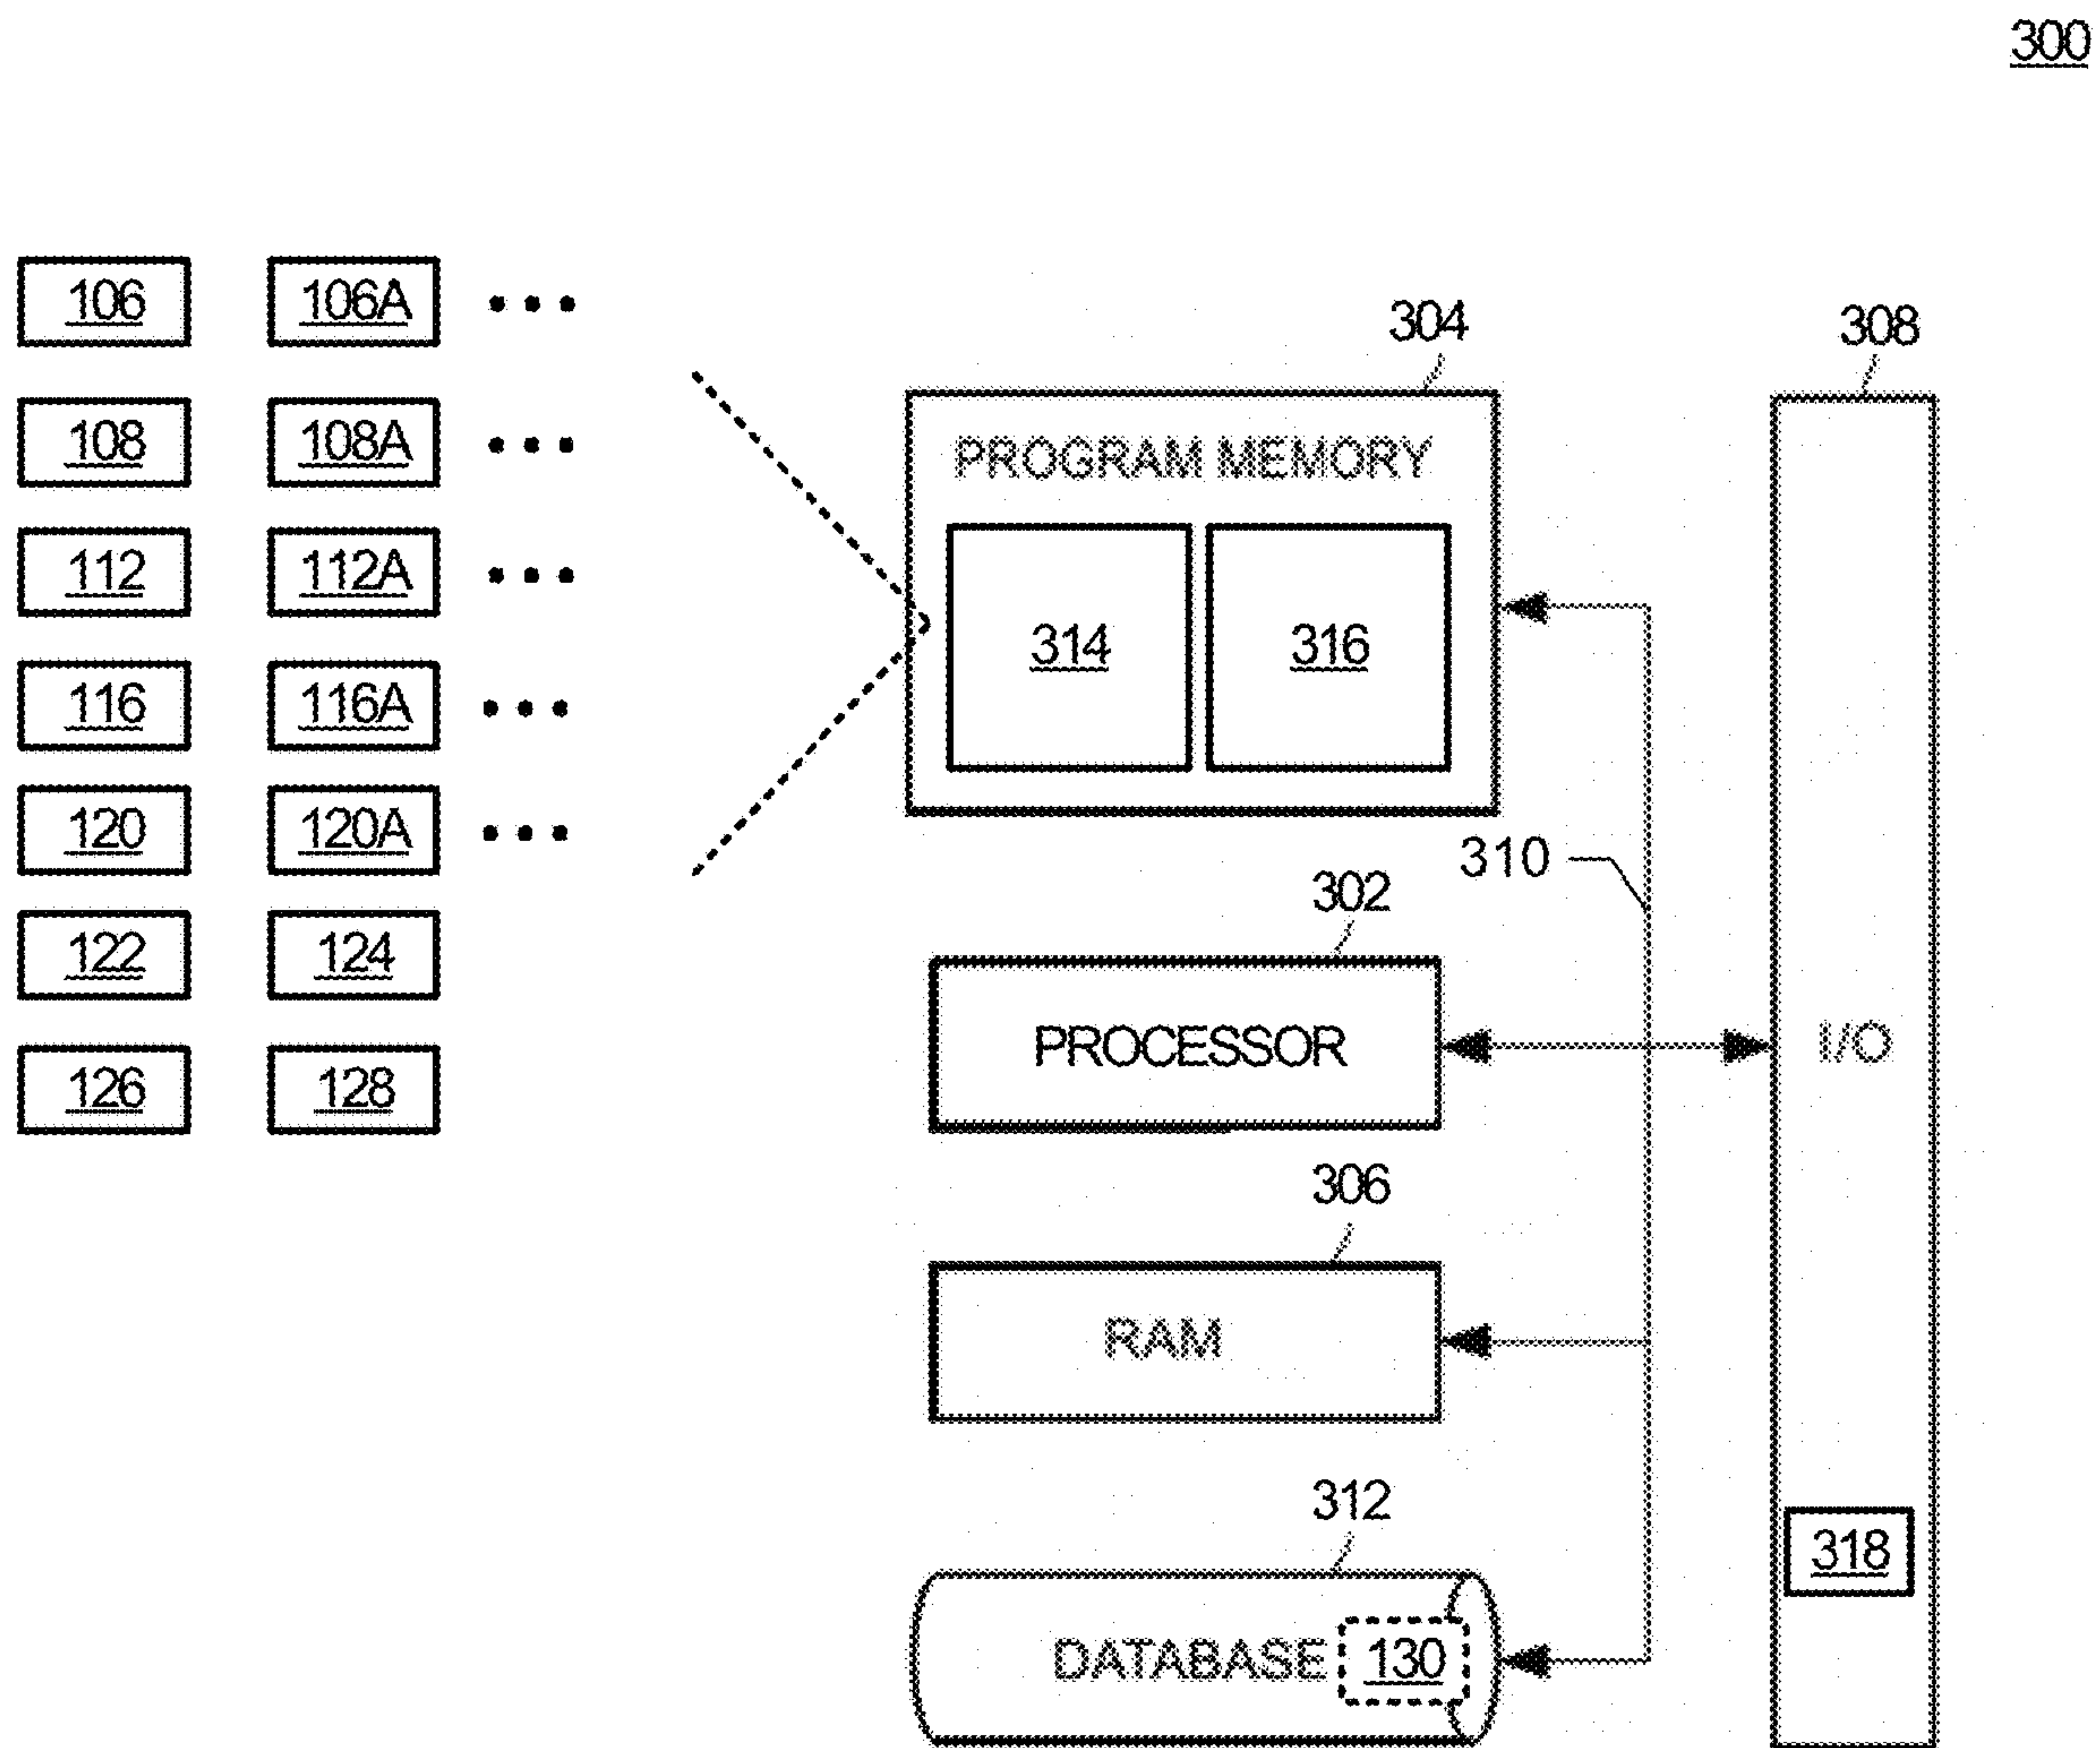 300
106 106A
108 108A
112 112A
116 116A
120 120A
122 124
126 128
304
PROGRAM MEMORY
314 316
308
I/O
318
310
302
PROCESSOR
306
RAM
312
DATABASE 130